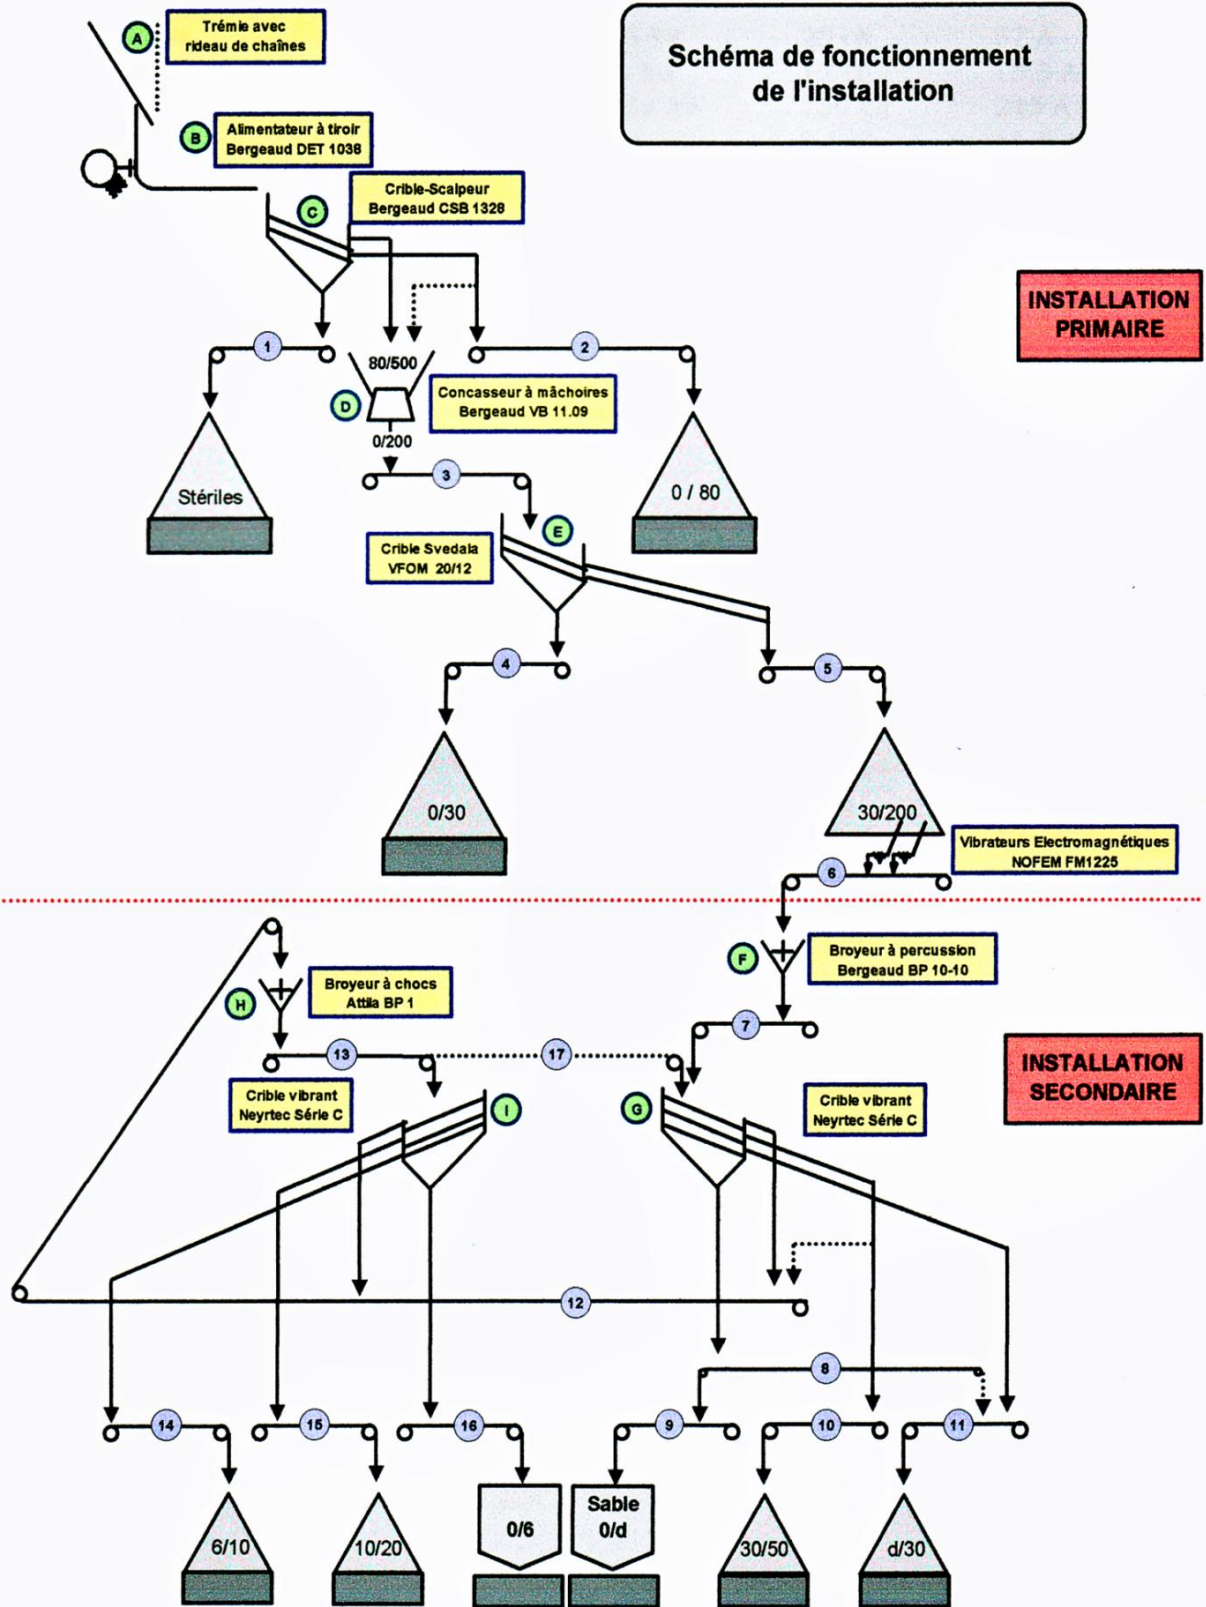 Schéma de fonctionnement
de l'installation
A
Trémie avec
rideau de chaînes
B
Alimentateur à tiroir
Bergeaud DET 1038
C
Crible-Scalpeur
Bergeaud CSB 1328
INSTALLATION
PRIMAIRE
1
2
80/500
D
Concasseur à mâchoires
Bergeaud VB 11.09
0/200
3
Stériles
0 / 80
E
Crible Svedala
VFOM 20/12
4
5
0/30
30/200
Vibrateurs Electromagnétiques
NOFEM FM1225
6
F
Broyeur à percussion
Bergeaud BP 10-10
H
Broyeur à chocs
Attila BP 1
7
13
17
INSTALLATION
SECONDAIRE
Crible vibrant
Neyrtec Série C
I
G
Crible vibrant
Neyrtec Série C
12
8
14
15
16
9
10
11
6/10
10/20
0/6
Sable
0/d
30/50
d/30